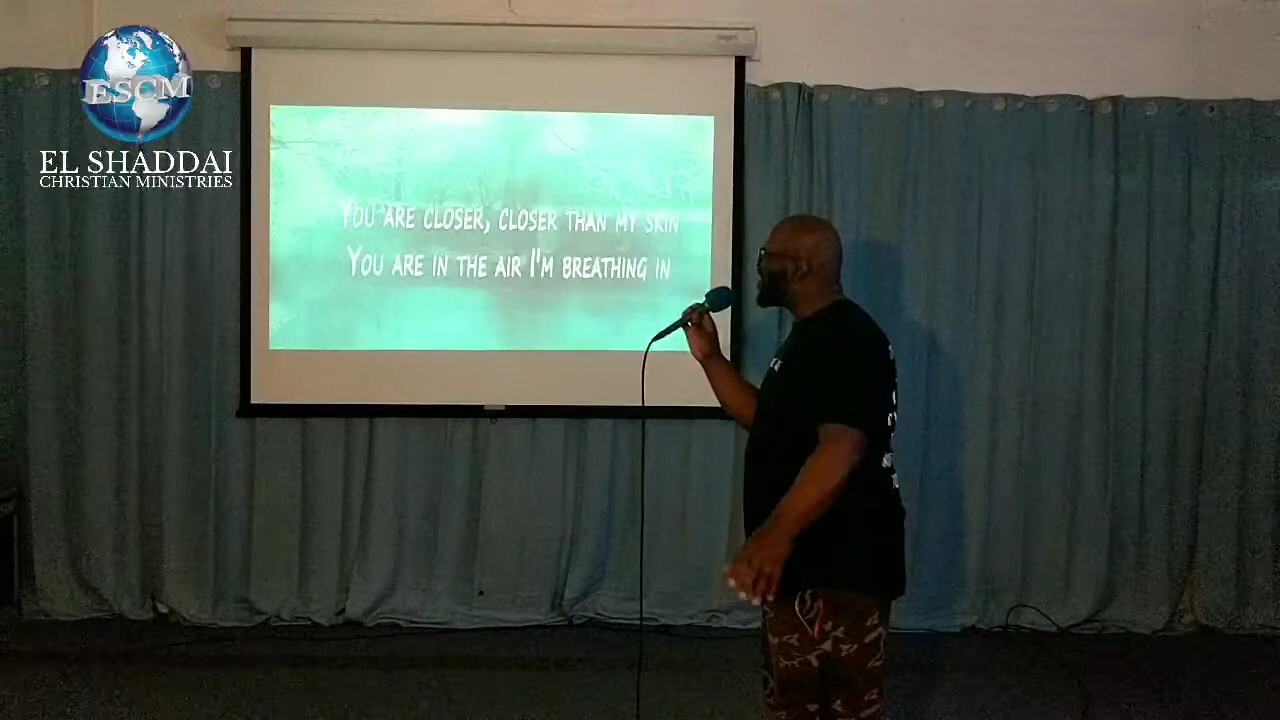 ESCM
EL SHADDAI
CHRISTIAN MINISTRIES
YOU ARE CLOSER, CLOSER THAN MY SKIN
YOU ARE IN THE AIR I'M BREATHING IN